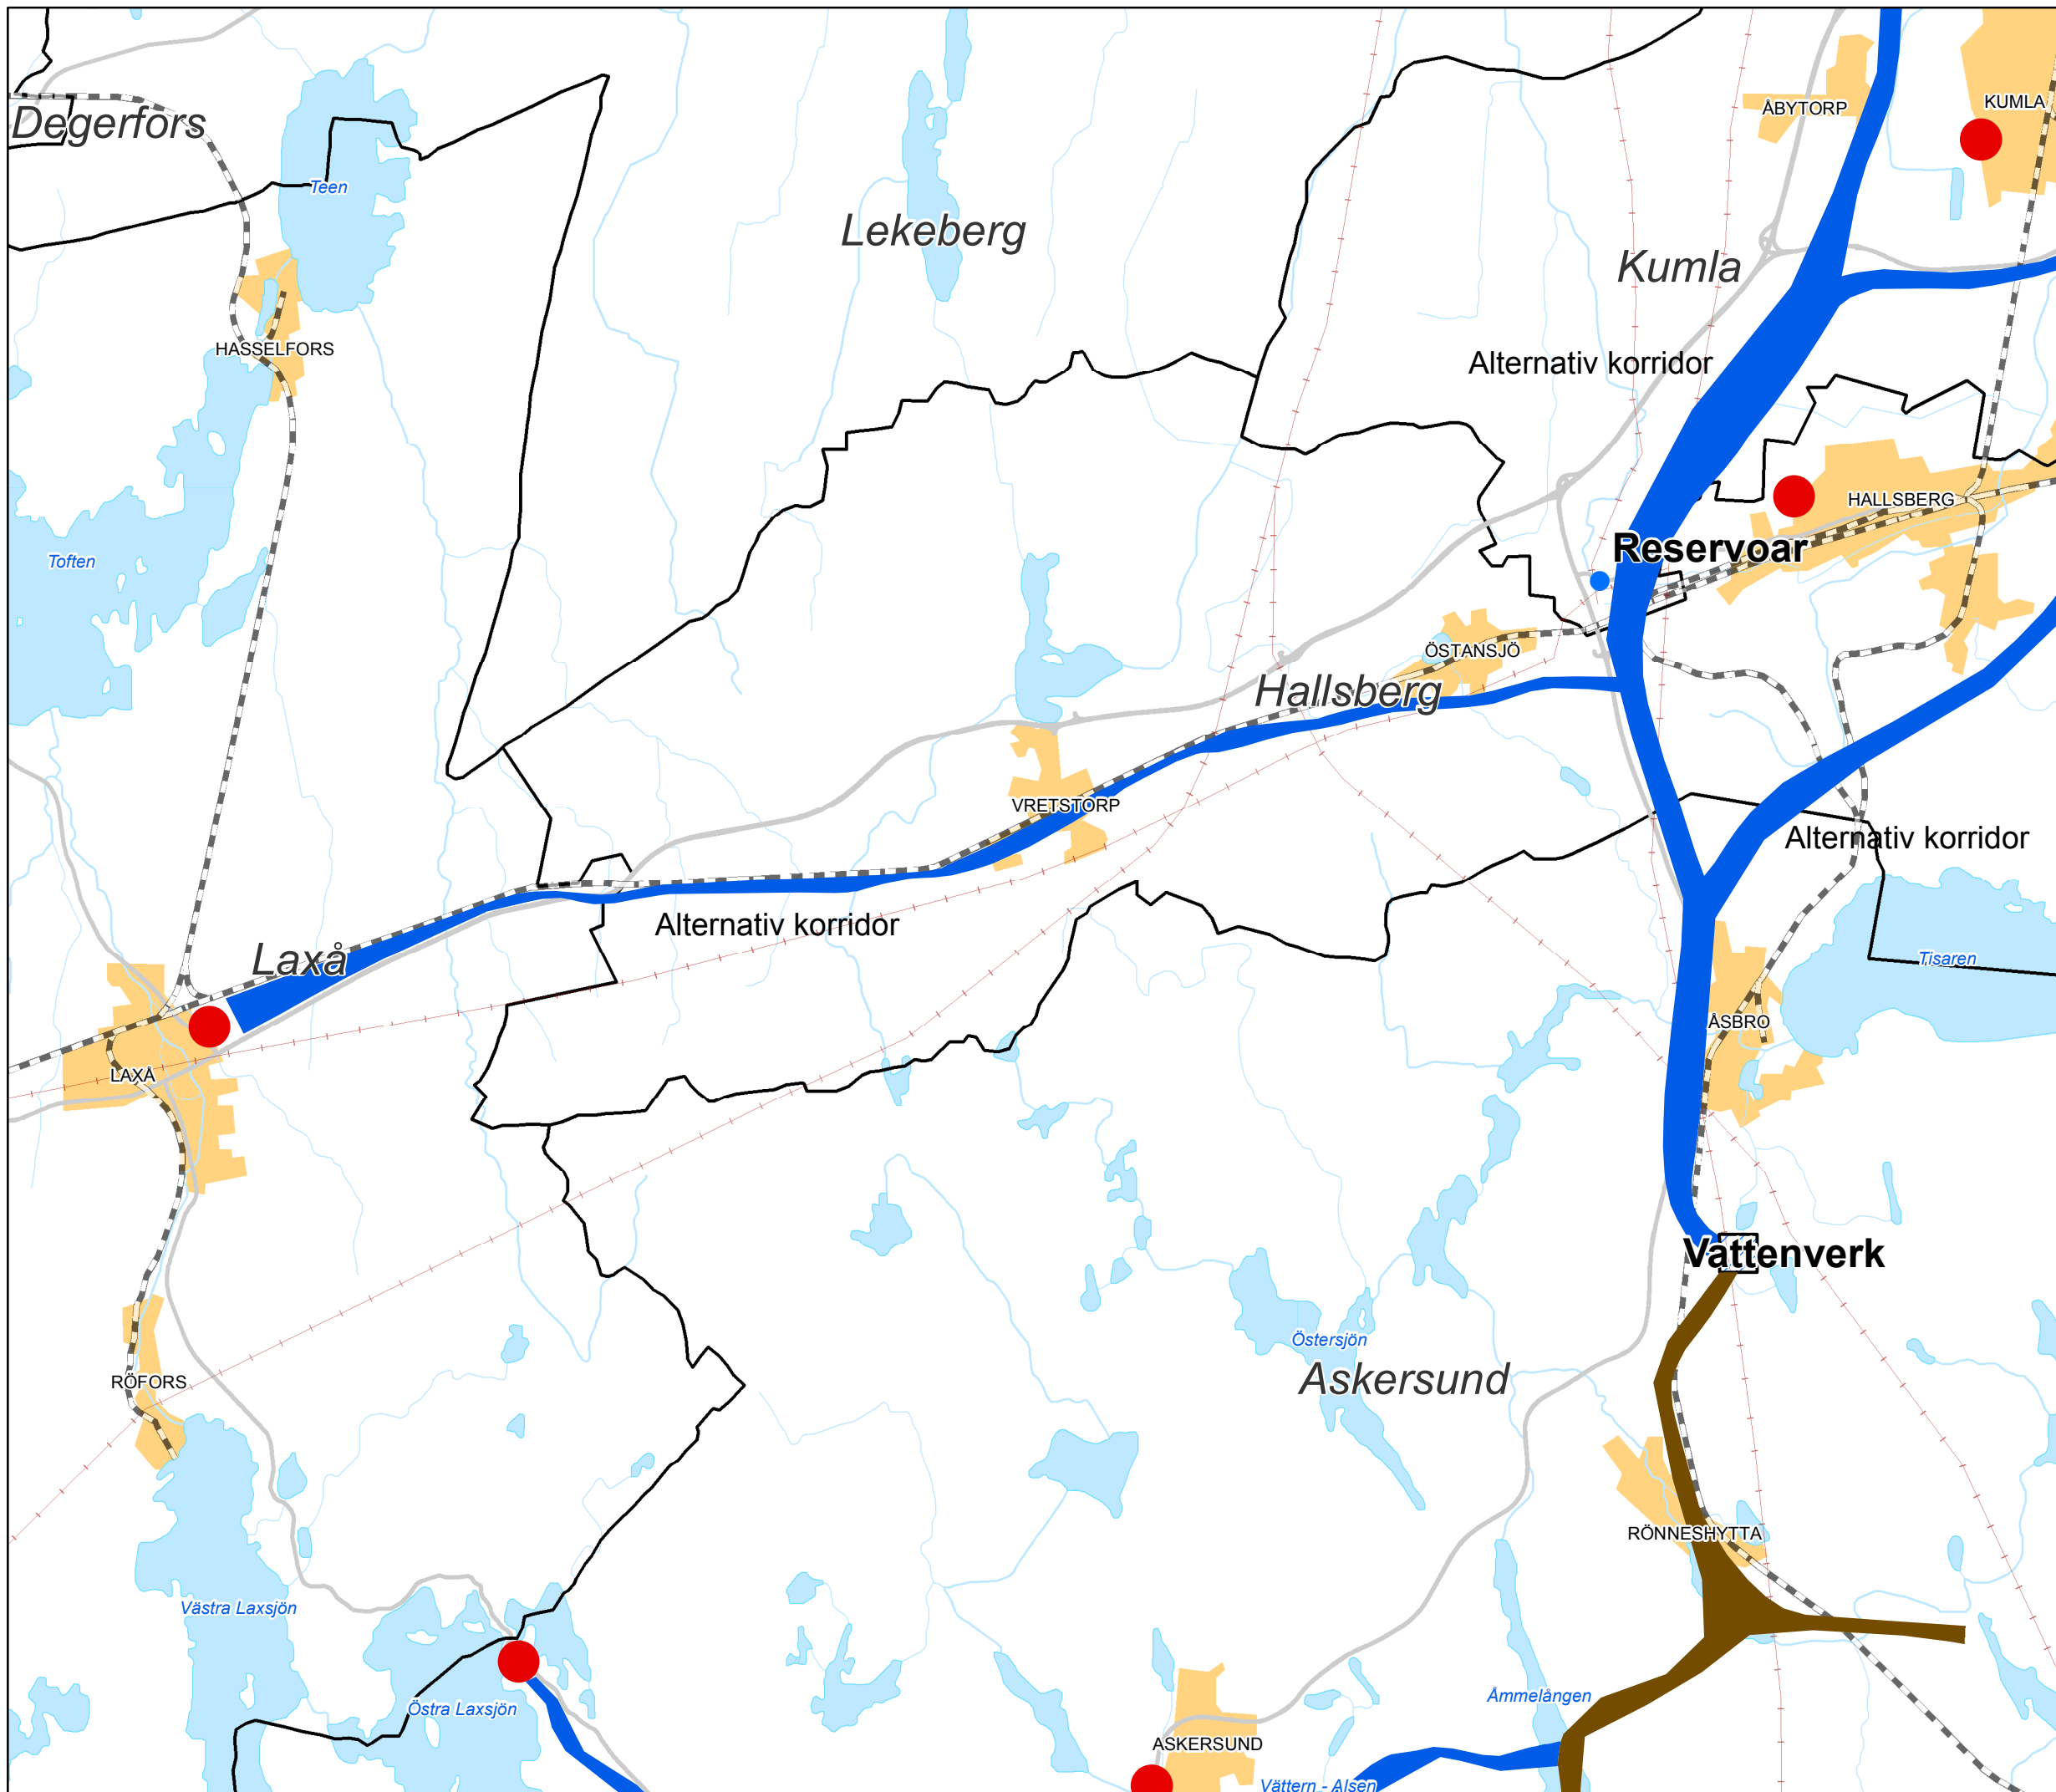 KUMLA
ÅBYTORP
Degerfors
Teen
Lekeberg
Kumla
HASSELFORS
Alternativ korridor
HALLSBERG
Reservoar
Toften
ÖSTANSJÖ
Hallsberg
VRETSTORP
Alternativ korridor
Alternativ korridor
Laxå
Tisaren
ÅSBRO
LAXÅ
Vattenverk
Östersjön
Askersund
RÖFORS
RÖNNESHYTTA
Västra Laxsjön
Åmmelången
Östra Laxsjön
ASKERSUND
Vättern - Alsen